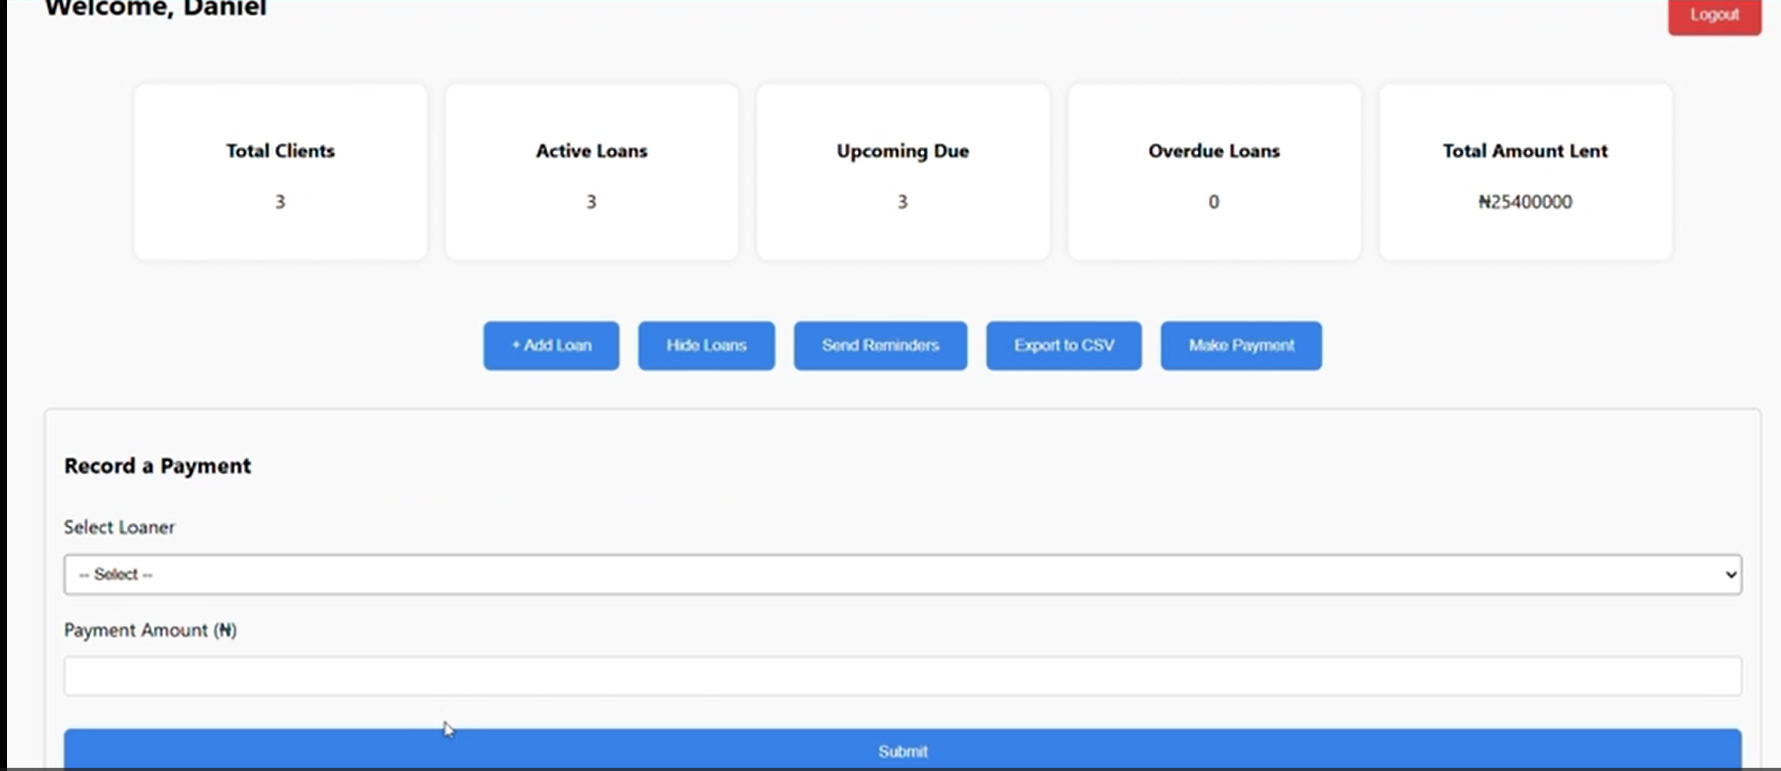 Welcome, Daniel
Logout
Total Clients
3
Active Loans
3
Upcoming Due
3
Overdue Loans
0
Total Amount Lent
₦25400000
+ Add Loan
Hide Loans
Send Reminders
Export to CSV
Make Payment
Record a Payment
Select Loaner
-- Select --
Payment Amount (₦)
Submit